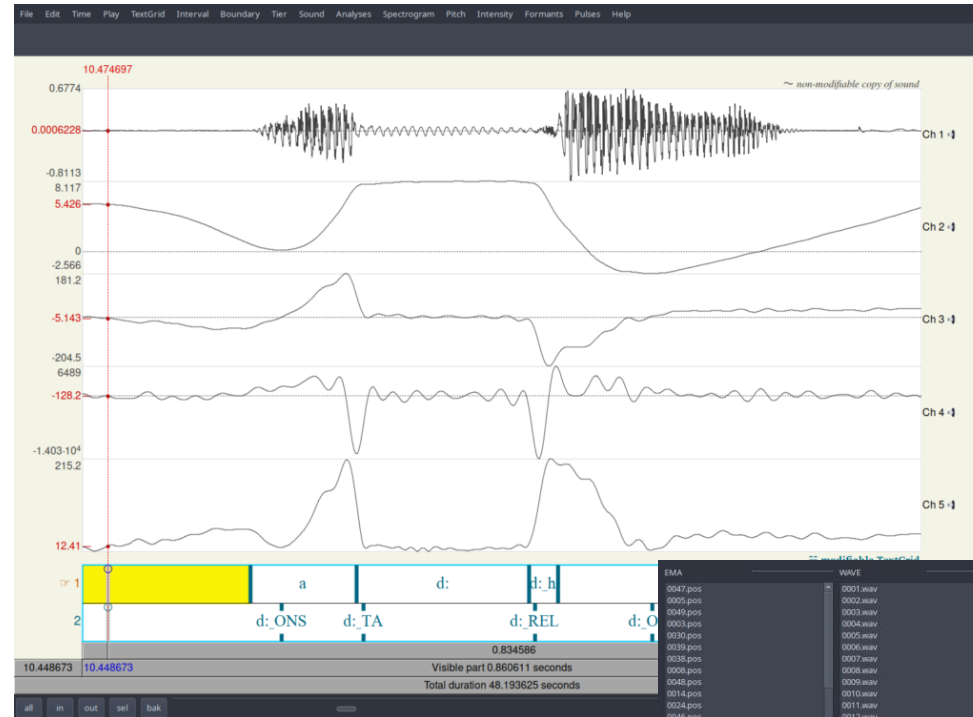 File Edit Time Play TextGrid Interval Boundary Tier Sound Analyses Spectrogram Pitch Intensity Formants Pulses Help
10.474697
0.6774
~ non-modifiable copy of sound
0.0006228
Ch 1
-0.8113
8.117
5.426
Ch 2
0
-2.566
181.2
-5.143
Ch 3
-204.5
6489
-128.2
Ch 4
-1.403·10⁴
215.2
Ch 5
12.41
modifiable TextGrid
1 a d: d:_h
2 d:_ONS d:_TA d:_REL d:_O
0.834586
10.448673 10.448673 Visible part 0.860611 seconds
Total duration 48.193625 seconds
all in out sel bak
EMA WAVE
0047.pos 0001.wav
0005.pos 0002.wav
0049.pos 0003.wav
0003.pos 0004.wav
0030.pos 0005.wav
0039.pos 0006.wav
0038.pos 0007.wav
0008.pos 0008.wav
0048.pos 0009.wav
0014.pos 0010.wav
0024.pos 0011.wav
0046.pos 0012.wav